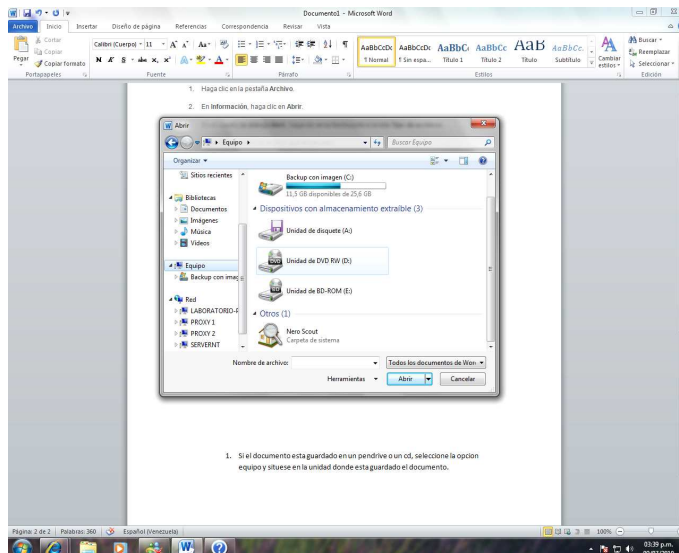 Documento1 - Microsoft Word
Archivo Inicio Insertar Diseño de página Referencias Correspondencia Revisar Vista
Cortar
Copiar
Copiar formato
Pegar
Portapapeles
Calibri (Cuerpo) 11
N K S abc x₂ x²
Fuente
Párrafo
AaBbCcDc AaBbCcDc AaBbC AaBbCc AaB AaBbCc.
¶ Normal ¶ Sin espa... Título 1 Título 2 Título Subtítulo
Cambiar estilos
Estilos
Buscar
Reemplazar
Seleccionar
Edición
1. Haga clic en la pestaña Archivo.
2. En Información, haga clic en Abrir.
Abrir
Equipo
Buscar Equipo
Organizar
Sitios recientes
Bibliotecas
Documentos
Imágenes
Música
Videos
Equipo
Backup con imag
Red
LABORATORIO-P
PROXY 1
PROXY 2
SERVERNT
Backup con imagen (C:)
11,5 GB disponibles de 25,6 GB
Dispositivos con almacenamiento extraíble (3)
Unidad de disquete (A:)
Unidad de DVD RW (D:)
Unidad de BD-ROM (E:)
Otros (1)
Nero Scout
Carpeta de sistema
Nombre de archivo:
Todos los documentos de Wor
Herramientas Abrir Cancelar
1. Si el documento esta guardado en un pendrive o un cd, seleccione la opcion
equipo y situese en la unidad donde esta guardado el documento.
Página: 2 de 2 Palabras: 360 Español (Venezuela) 100%
03:39 p.m.